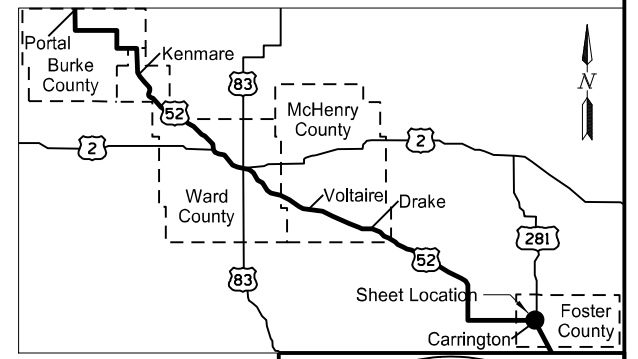 Portal
Burke
County
Kenmare
83
52
McHenry
County
N
2
2
Ward
County
Voltaire
Drake
281
52
83
Sheet Location
Foster
County
Carrington